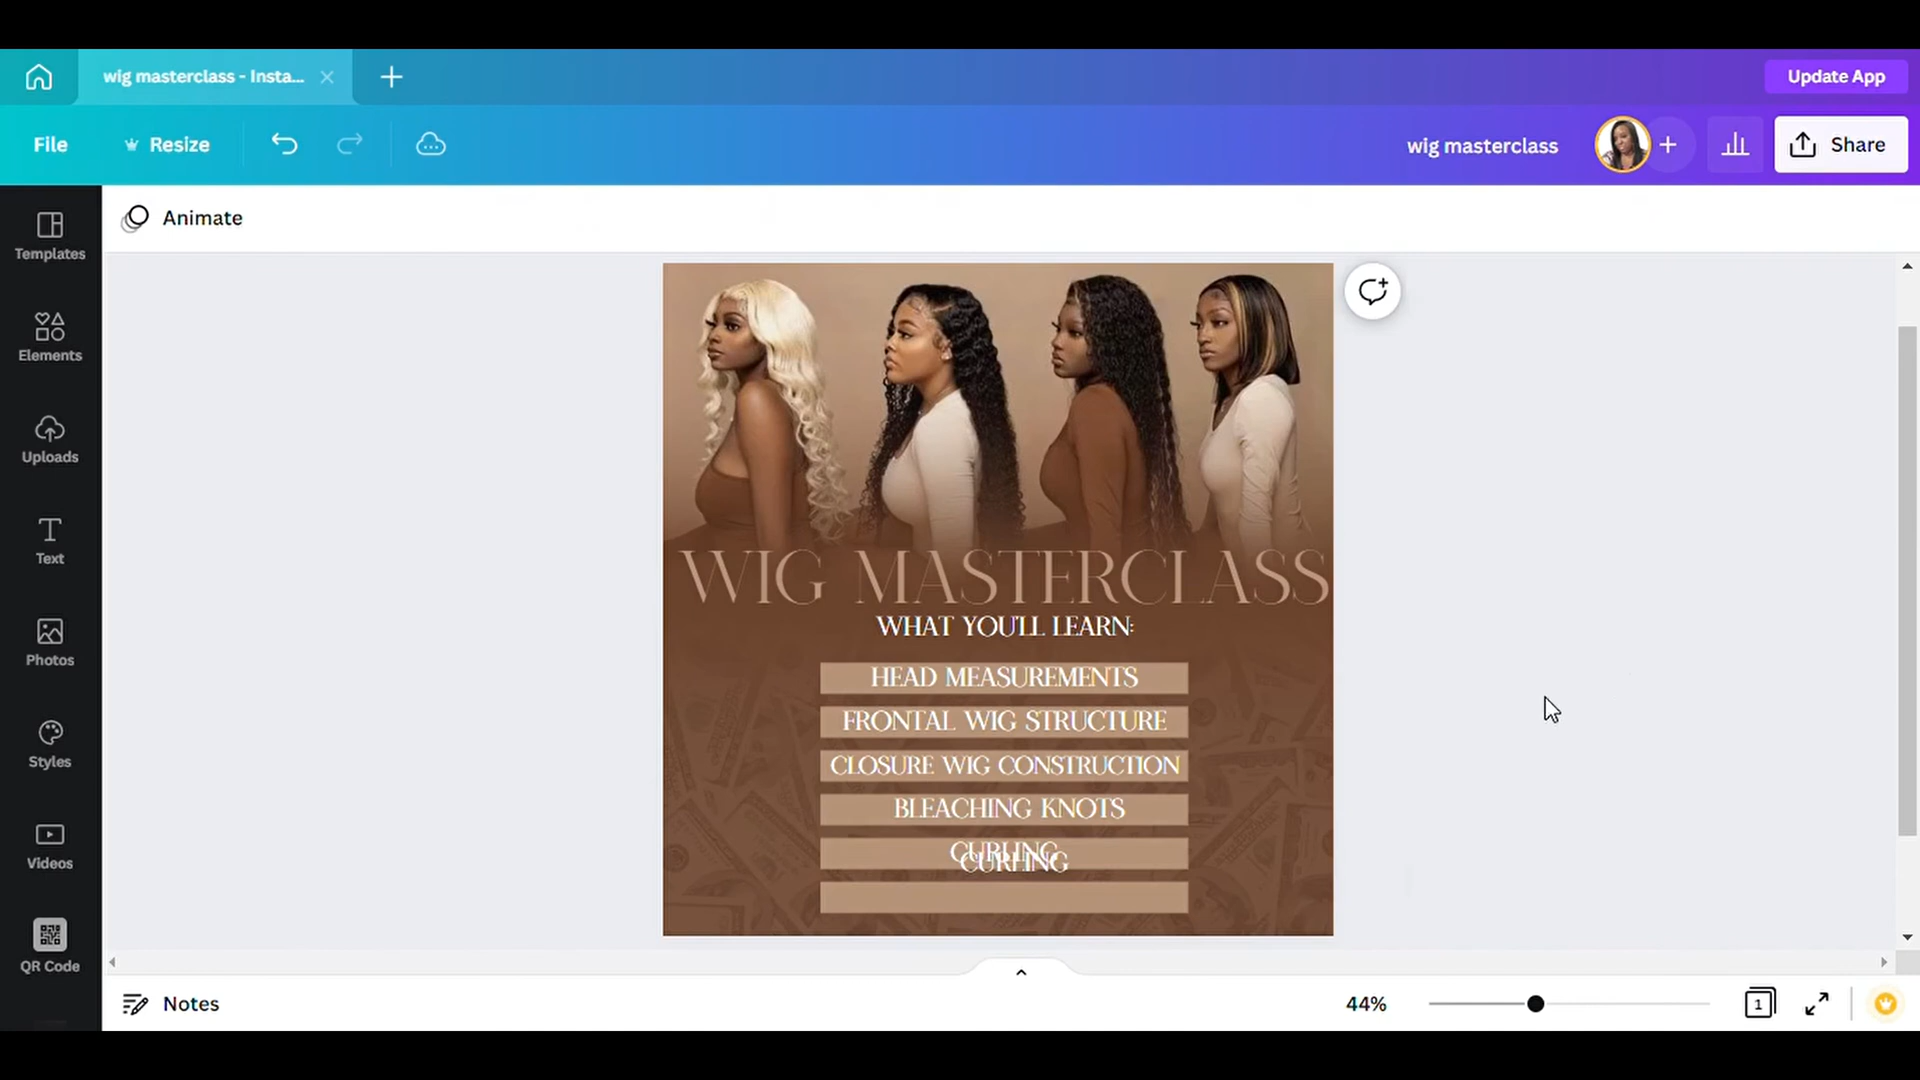 wig masterclass - Insta...
Update App
File
Resize
wig masterclass
Share
Animate
Templates
Elements
Uploads
Text
Photos
Styles
Videos
QR Code
WIG MASTERCLASS
WHAT YOU'LL LEARN:
HEAD MEASUREMENTS
FRONTAL WIG STRUCTURE
CLOSURE WIG CONSTRUCTION
BLEACHING KNOTS
CURLING
CURLING
Notes
44%
1